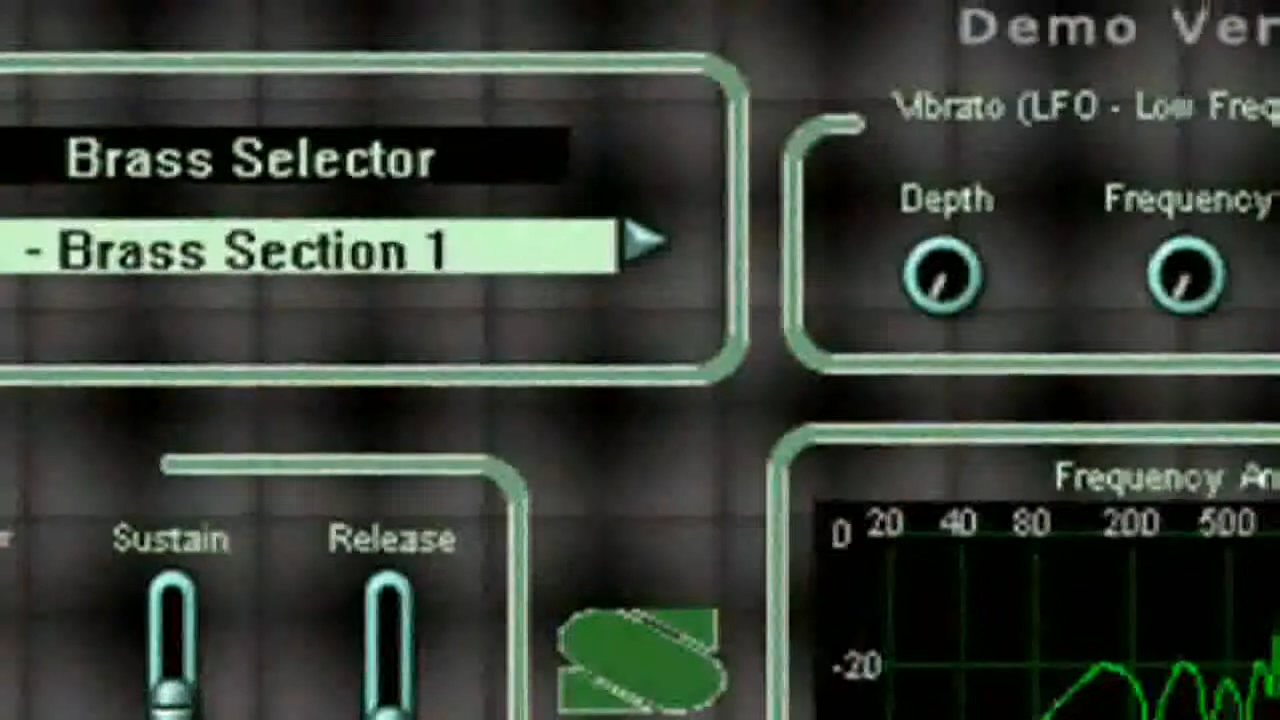 Demo Ver
Brass Selector
- Brass Section 1
Vibrato (LFO - Low Freq
Depth
Frequency
Sustain
Release
Frequency An
0
20
40
80
200
500
-20